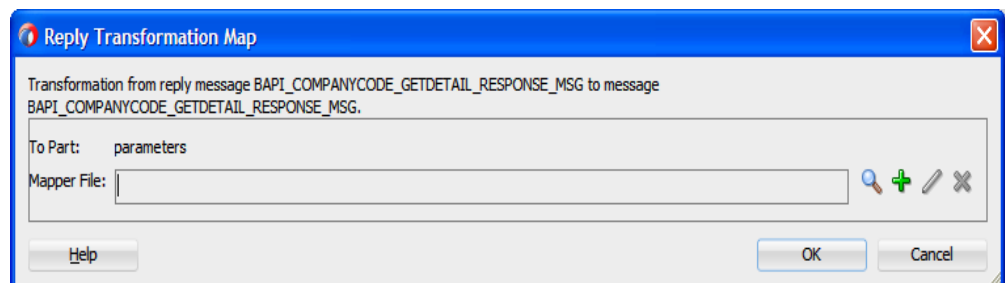 Reply Transformation Map
Transformation from reply message BAPI_COMPANYCODE_GETDETAIL_RESPONSE_MSG to message
BAPI_COMPANYCODE_GETDETAIL_RESPONSE_MSG.
To Part: parameters
Mapper File:
Help OK Cancel